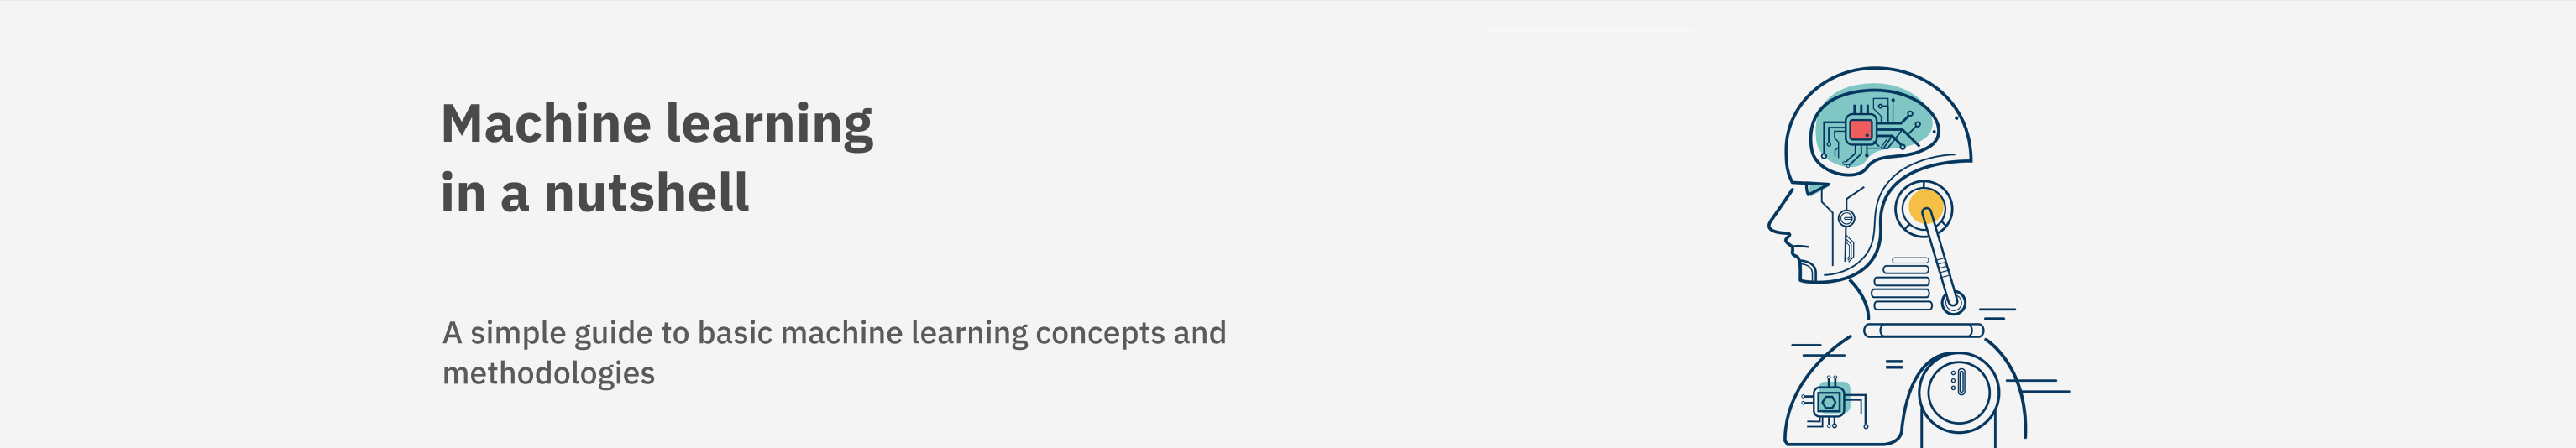 Machine learning
in a nutshell
A simple guide to basic machine learning concepts and
methodologies